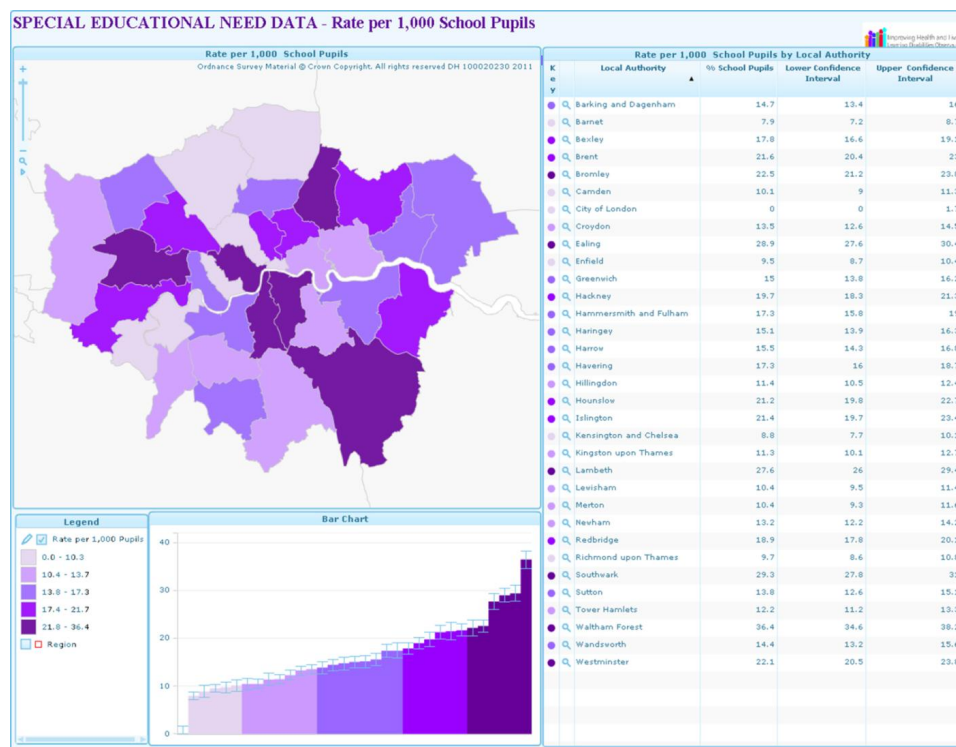 SPECIAL EDUCATIONAL NEED DATA - Rate per 1,000 School Pupils
Improving Health and
Rate per 1,000 School Pupils
Ordnance Survey Material © Crown Copyright. All rights reserved DH 100020230 2011
Legend
Rate per 1,000 Pupils
0.0 - 10.3
10.4 - 13.7
13.8 - 17.3
17.4 - 21.7
21.8 - 36.4
Region
Bar Chart
40
30
20
10
0
Rate per 1,000 School Pupils by Local Authority
Key Local Authority % School Pupils Lower Confidence Interval Upper Confidence Interval
Barking and Dagenham 14.7 13.4
Barnet 7.9 7.2
Bexley 17.8 16.6
Brent 21.6 20.4
Bromley 22.5 21.2
Camden 10.1 9
City of London 0 0
Croydon 13.5 12.6
Ealing 28.9 27.6
Enfield 9.5 8.7
Greenwich 15 13.8
Hackney 19.7 18.3
Hammersmith and Fulham 17.3 15.8
Haringey 15.1 13.9
Harrow 15.5 14.3
Havering 17.3 16
Hillingdon 11.4 10.5
Hounslow 21.2 19.8
Islington 21.4 19.7
Kensington and Chelsea 8.8 7.7
Kingston upon Thames 11.3 10.1
Lambeth 27.6 26
Lewisham 10.4 9.5
Merton 10.4 9.3
Newham 13.2 12.2
Redbridge 18.9 17.8
Richmond upon Thames 9.7 8.6
Southwark 29.3 27.8
Sutton 13.8 12.6
Tower Hamlets 12.2 11.2
Waltham Forest 36.4 34.6
Wandsworth 14.4 13.2
Westminster 22.1 20.5